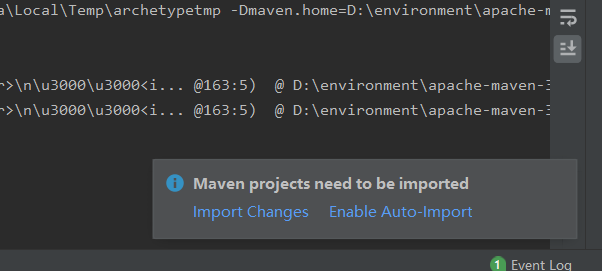 a\Local\Temp\archetypetmp -Dmaven.home=D:\environment\apache-m
r>\n\u3000\u3000<i... @163:5)  @ D:\environment\apache-maven-3
r>\n\u3000\u3000<i... @163:5)  @ D:\environment\apache-maven-3
Maven projects need to be imported
Import Changes Enable Auto-Import
1 Event Log